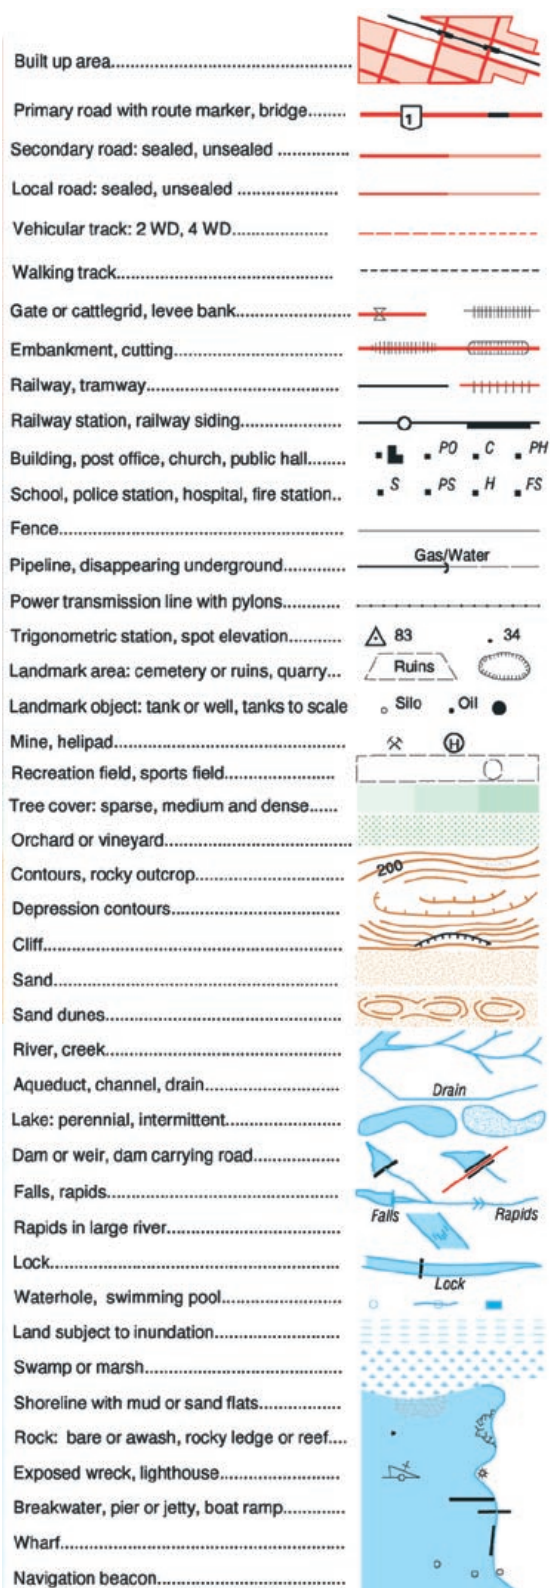 Built up area
Primary road with route marker, bridge........ 1
Secondary road: sealed, unsealed
Local road: sealed, unsealed
Vehicular track: 2 WD, 4 WD
Walking track
Gate or cattlegrid, levee bank
Embankment, cutting
Railway, tramway
Railway station, railway siding
Building, post office, church, public hall........ PO C PH
School, police station, hospital, fire station.. S PS H FS
Fence
Pipeline, disappearing underground............ Gas/Water
Power transmission line with pylons
Trigonometric station, spot elevation........... 83 34
Landmark area: cemetery or ruins, quarry... Ruins
Landmark object: tank or well, tanks to scale Silo Oil
Mine, helipad H
Recreation field, sports field
Tree cover: sparse, medium and dense......
Orchard or vineyard
Contours, rocky outcrop 200
Depression contours
Cliff
Sand
Sand dunes
River, creek
Aqueduct, channel, drain Drain
Lake: perennial, intermittent
Dam or weir, dam carrying road
Falls, rapids Falls Rapids
Rapids in large river
Lock Lock
Waterhole, swimming pool
Land subject to inundation
Swamp or marsh
Shoreline with mud or sand flats
Rock: bare or awash, rocky ledge or reef....
Exposed wreck, lighthouse
Breakwater, pier or jetty, boat ramp
Wharf
Navigation beacon